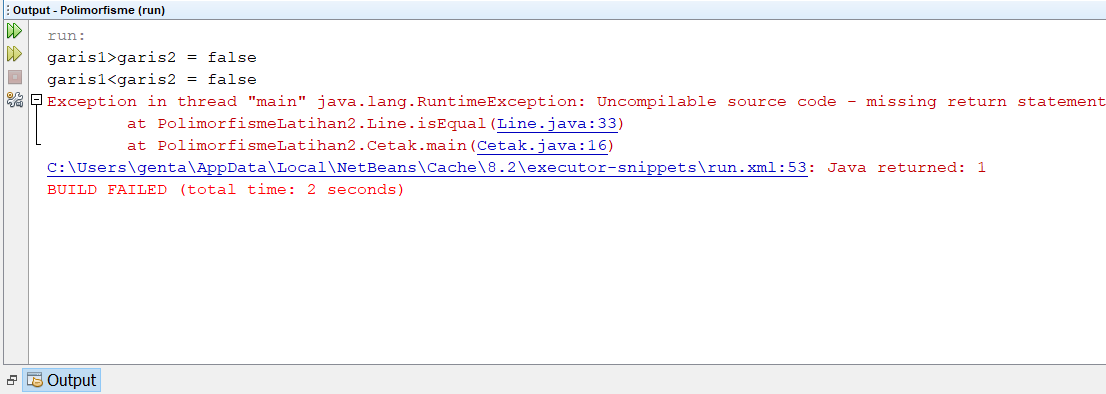 Output - Polimorfisme (run)
run:
garis1>garis2 = false
garis1<garis2 = false
Exception in thread "main" java.lang.RuntimeException: Uncompilable source code - missing return statement
at PolimorfismeLatihan2.Line.isEqual(Line.java:33)
at PolimorfismeLatihan2.Cetak.main(Cetak.java:16)
C:\Users\genta\AppData\Local\NetBeans\Cache\8.2\executor-snippets\run.xml:53: Java returned: 1
BUILD FAILED (total time: 2 seconds)
Output